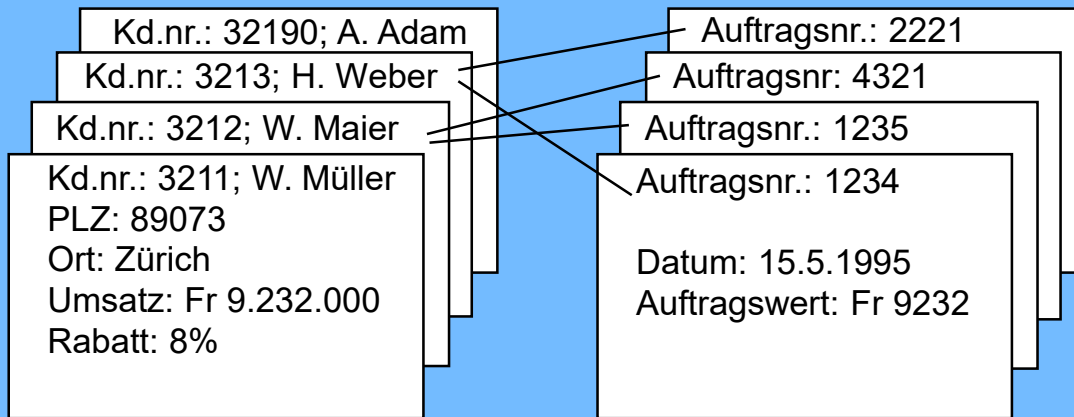 Kd.nr.: 32190; A. Adam
Kd.nr.: 3213; H. Weber
Kd.nr.: 3212; W. Maier
Kd.nr.: 3211; W. Müller
PLZ: 89073
Ort: Zürich
Umsatz: Fr 9.232.000
Rabatt: 8%
Auftragsnr.: 2221
Auftragsnr: 4321
Auftragsnr.: 1235
Auftragsnr.: 1234
Datum: 15.5.1995
Auftragswert: Fr 9232